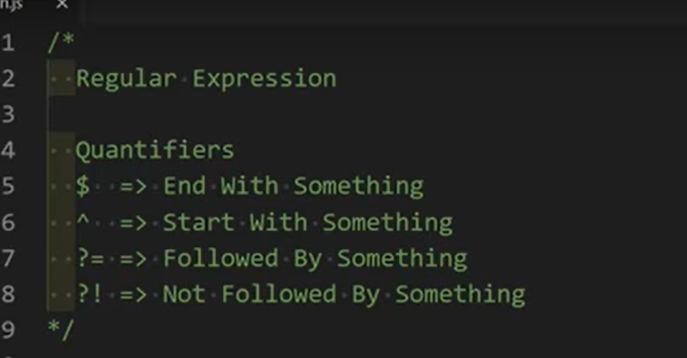 n.js ×
1 /*
2 Regular Expression
3
4 Quantifiers
5 $ => End With Something
6 ^ => Start With Something
7 ?= => Followed By Something
8 ?! => Not Followed By Something
9 */